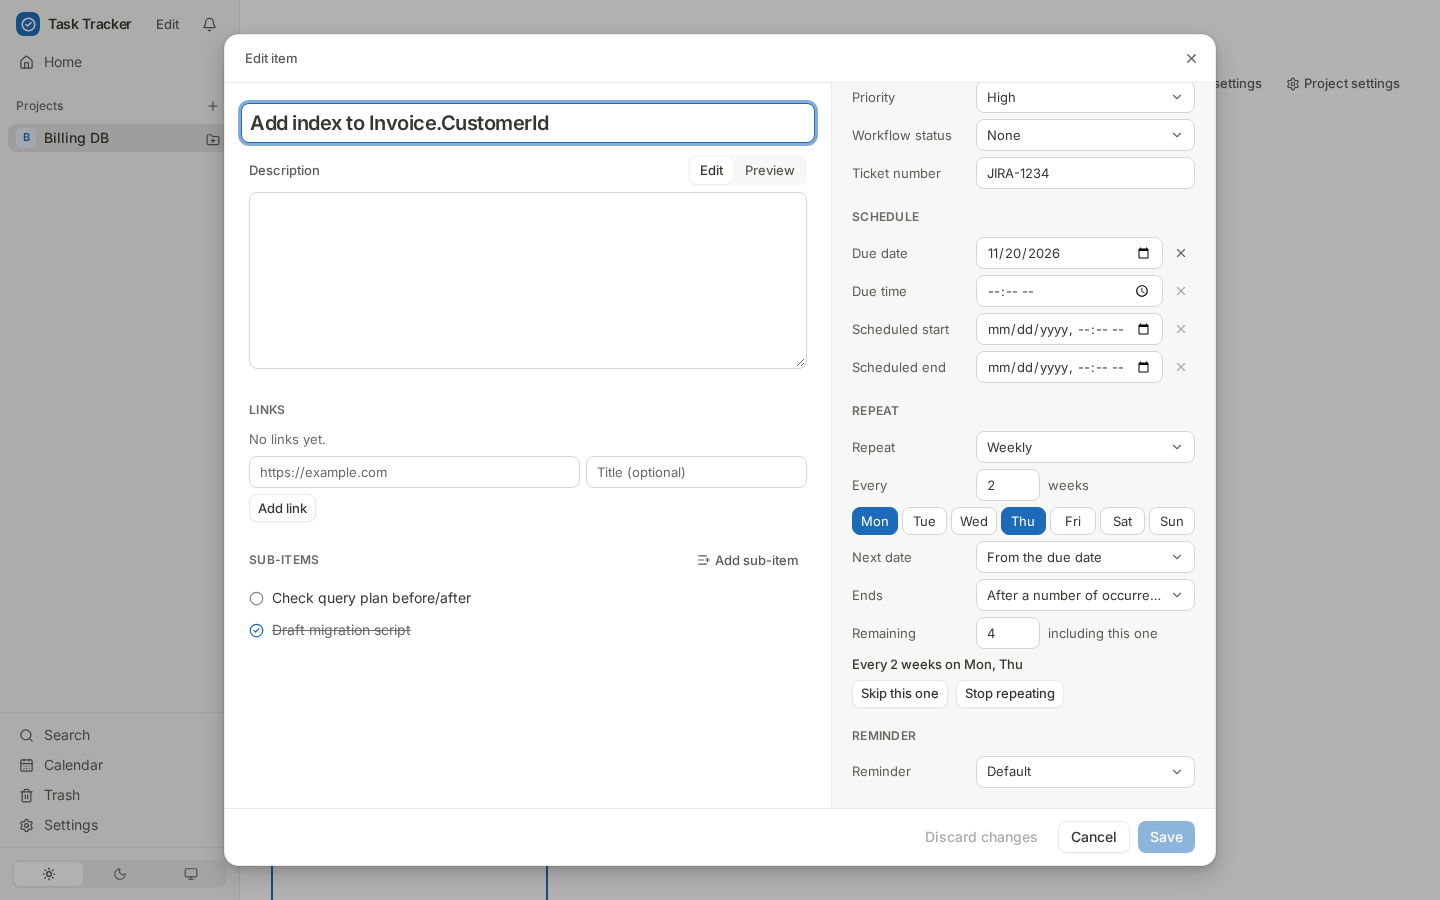 Task Tracker
Edit
Home
Projects
B
Billing DB
Search
Calendar
Trash
Settings
settings
Project settings
Edit item
Add index to Invoice.CustomerId
Description
Edit
Preview
LINKS
No links yet.
https://example.com
Title (optional)
Add link
SUB-ITEMS
Add sub-item
Check query plan before/after
Draft migration script
Priority
High
Workflow status
None
Ticket number
JIRA-1234
SCHEDULE
Due date
11/20/2026
Due time
--:-- --
Scheduled start
mm/dd/yyyy, --:-- --
Scheduled end
mm/dd/yyyy, --:-- --
REPEAT
Repeat
Weekly
Every
2
weeks
Mon
Tue
Wed
Thu
Fri
Sat
Sun
Next date
From the due date
Ends
After a number of occurre...
Remaining
4
including this one
Every 2 weeks on Mon, Thu
Skip this one
Stop repeating
REMINDER
Reminder
Default
Discard changes
Cancel
Save